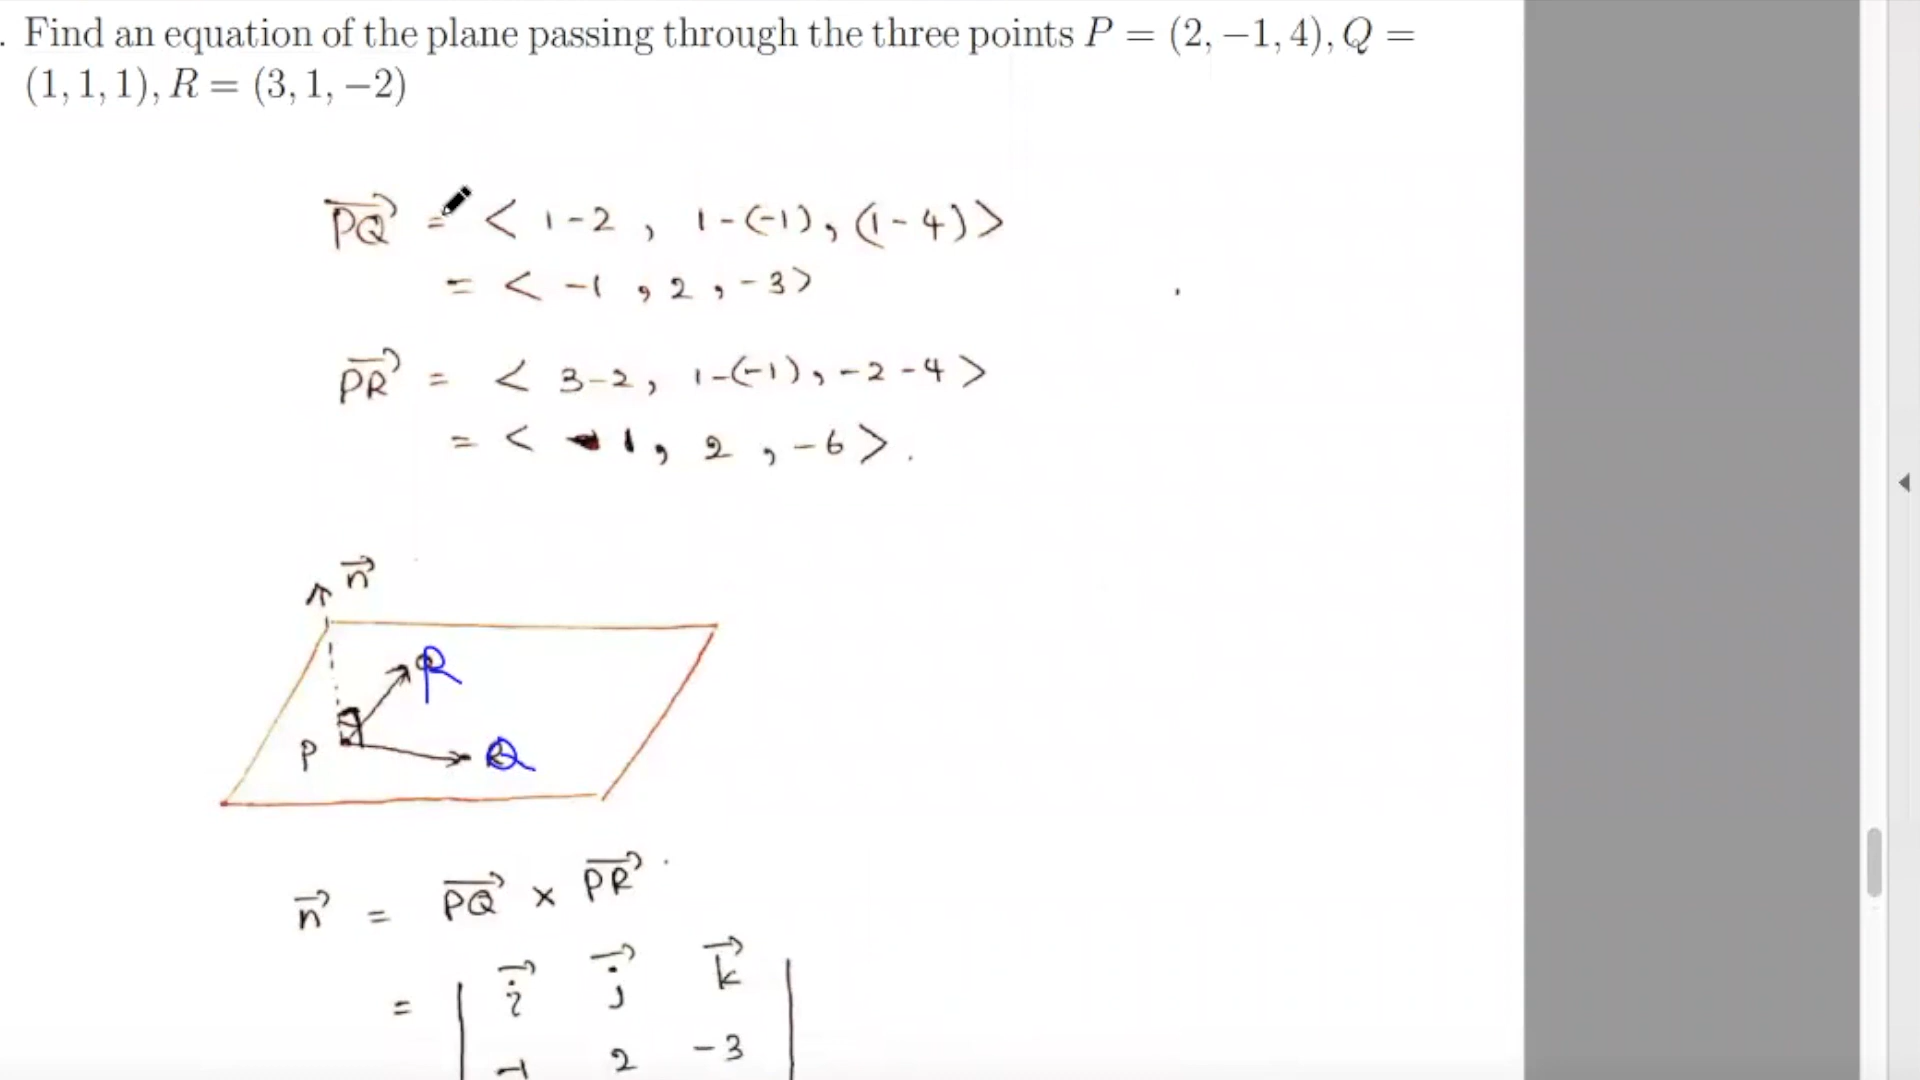 . Find an equation of the plane passing through the three points P = (2, −1, 4), Q =
(1, 1, 1), R = (3, 1, −2)
PQ⃗ = < 1-2 , 1-(-1), (1-4)>
= < -1 , 2 , -3>
PR⃗ = < 3-2, 1-(-1), -2-4>
= < 1, 2 , -6>.
n⃗
R
P Q
n⃗ = PQ⃗ × PR⃗
= | i⃗ j⃗ k⃗ |
-1 2 -3